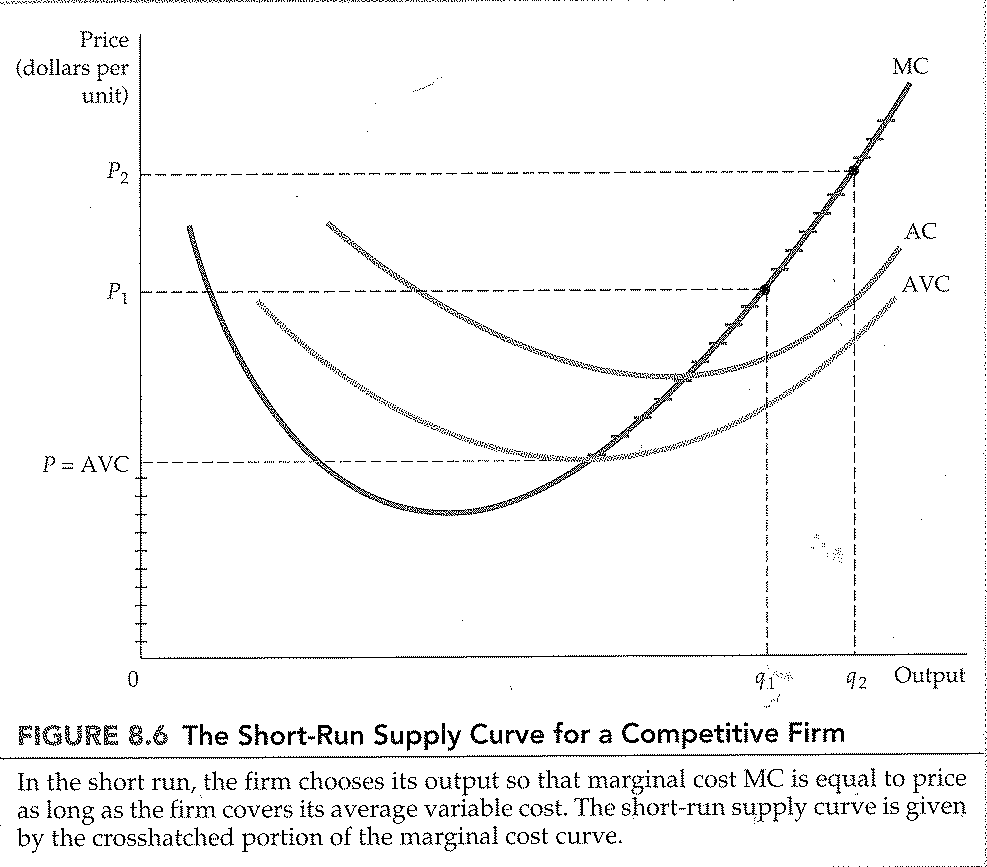 Price
(dollars per
unit)
MC
P₂
AC
AVC
P₁
P = AVC
0
q₁
q₂
Output
FIGURE 8.6 The Short-Run Supply Curve for a Competitive Firm
In the short run, the firm chooses its output so that marginal cost MC is equal to price
as long as the firm covers its average variable cost. The short-run supply curve is given
by the crosshatched portion of the marginal cost curve.